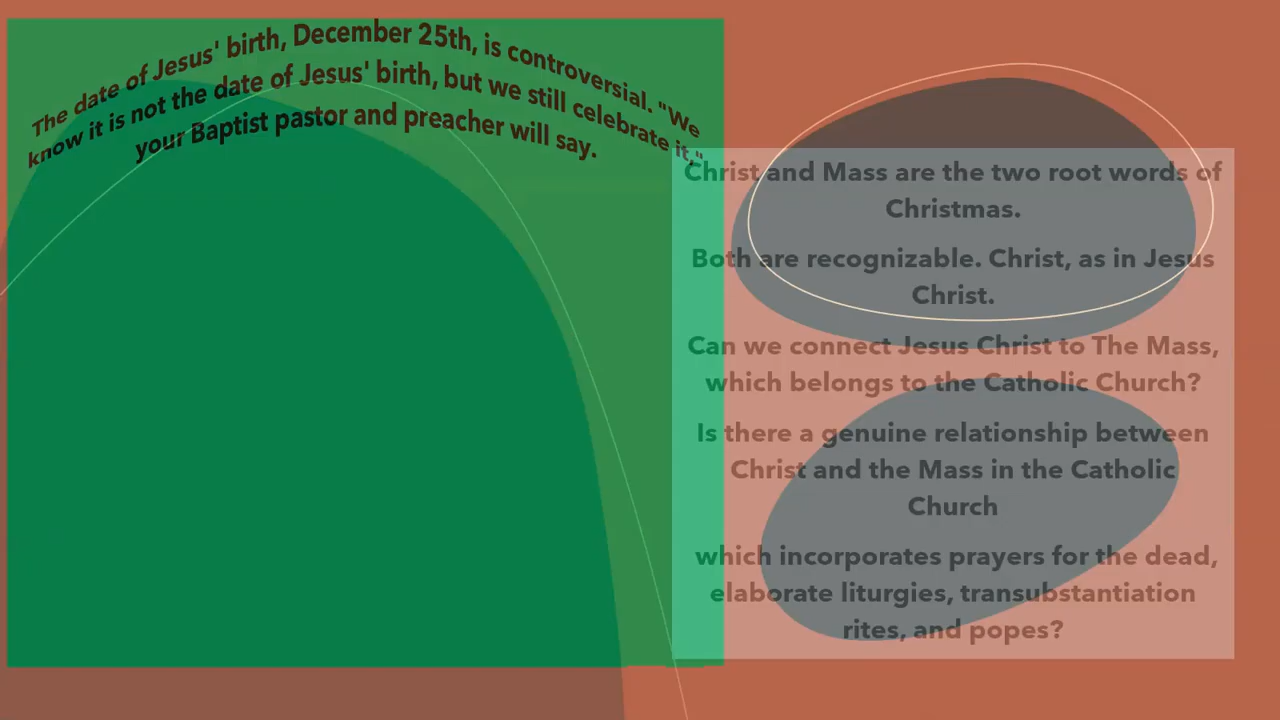 The date of Jesus' birth, December 25th, is controversial. "We
know it is not the date of Jesus' birth, but we still celebrate it,"
your Baptist pastor and preacher will say.
Christ and Mass are the two root words of
Christmas.
Both are recognizable. Christ, as in Jesus
Christ.
Can we connect Jesus Christ to The Mass,
which belongs to the Catholic Church?
Is there a genuine relationship between
Christ and the Mass in the Catholic
Church
which incorporates prayers for the dead,
elaborate liturgies, transubstantiation
rites, and popes?